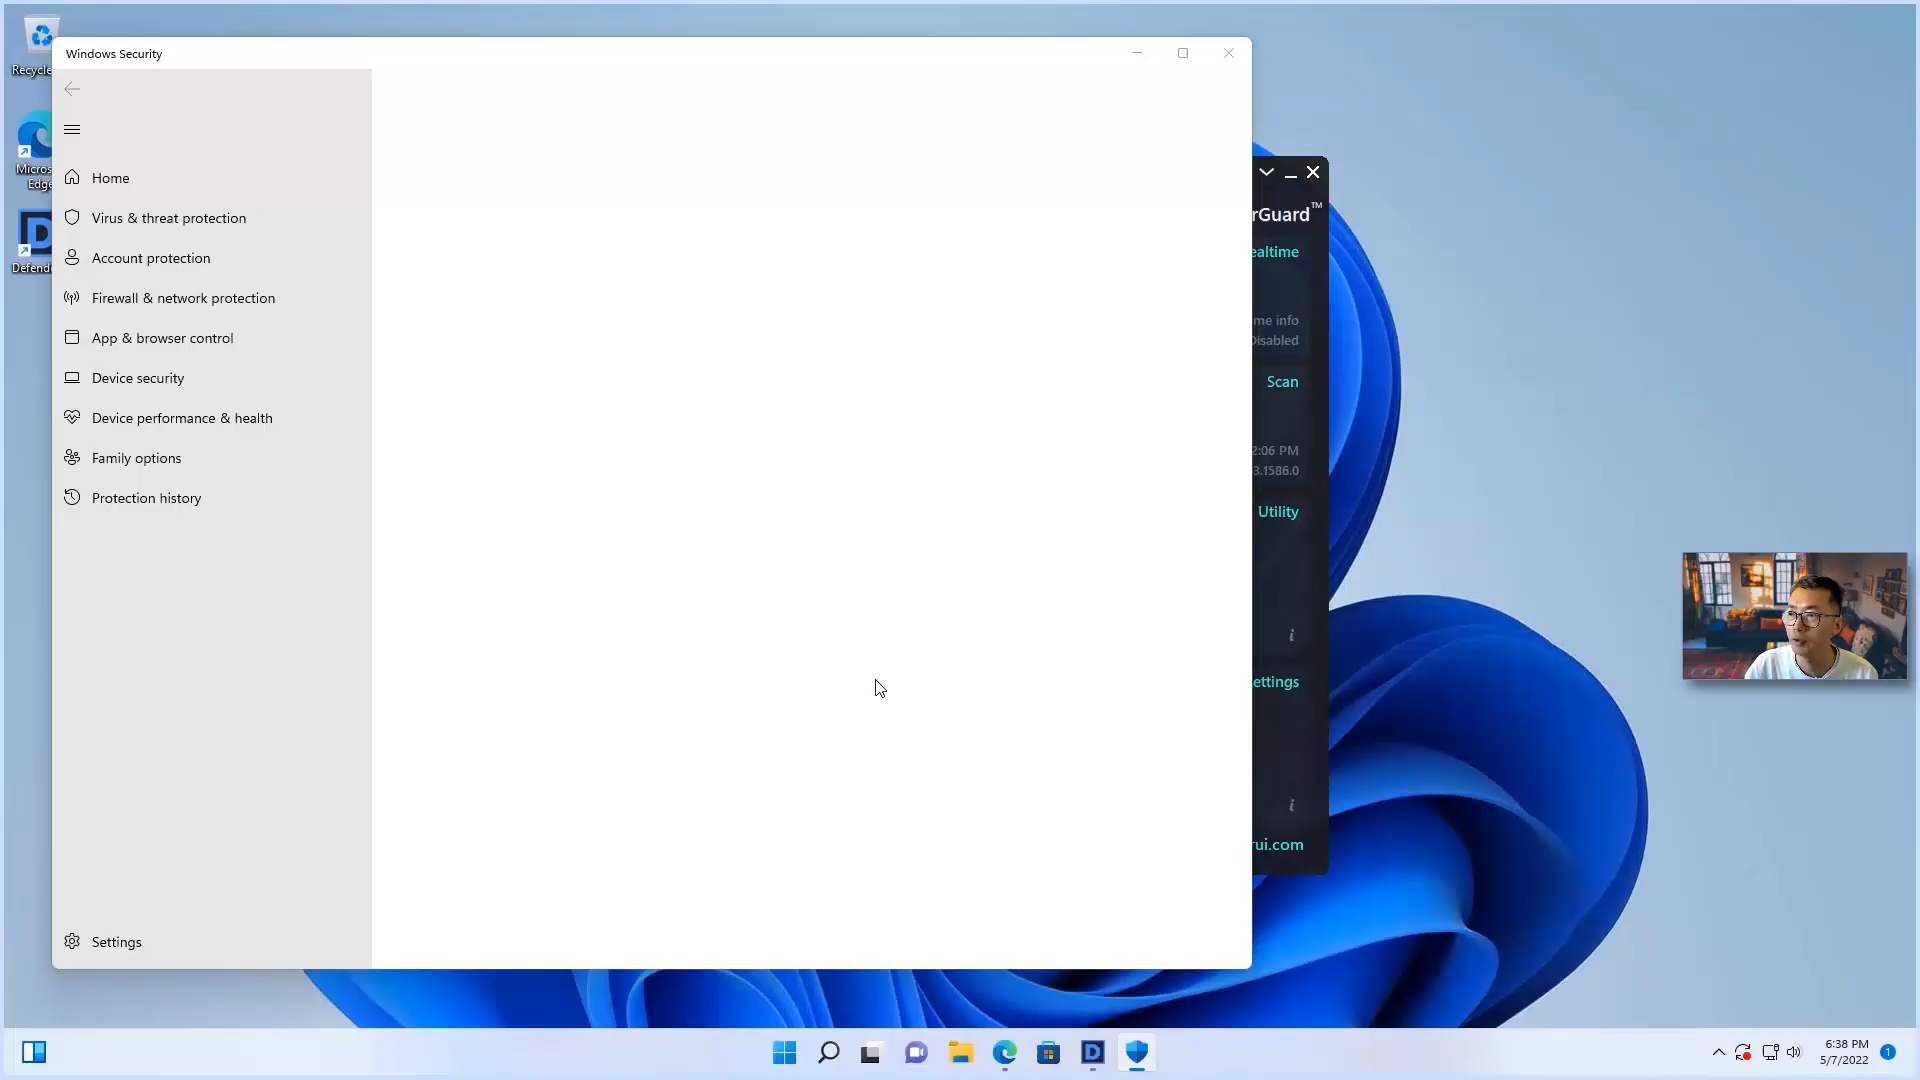 Windows Security
Home
Virus & threat protection
Account protection
Firewall & network protection
App & browser control
Device security
Device performance & health
Family options
Protection history
Settings
Recycle
Micros
Edge
Defend
rGuard™
ealtime
me info
Disabled
Scan
2:06 PM
3.1586.0
Utility
i
ettings
i
rui.com
6:38 PM
5/7/2022
1